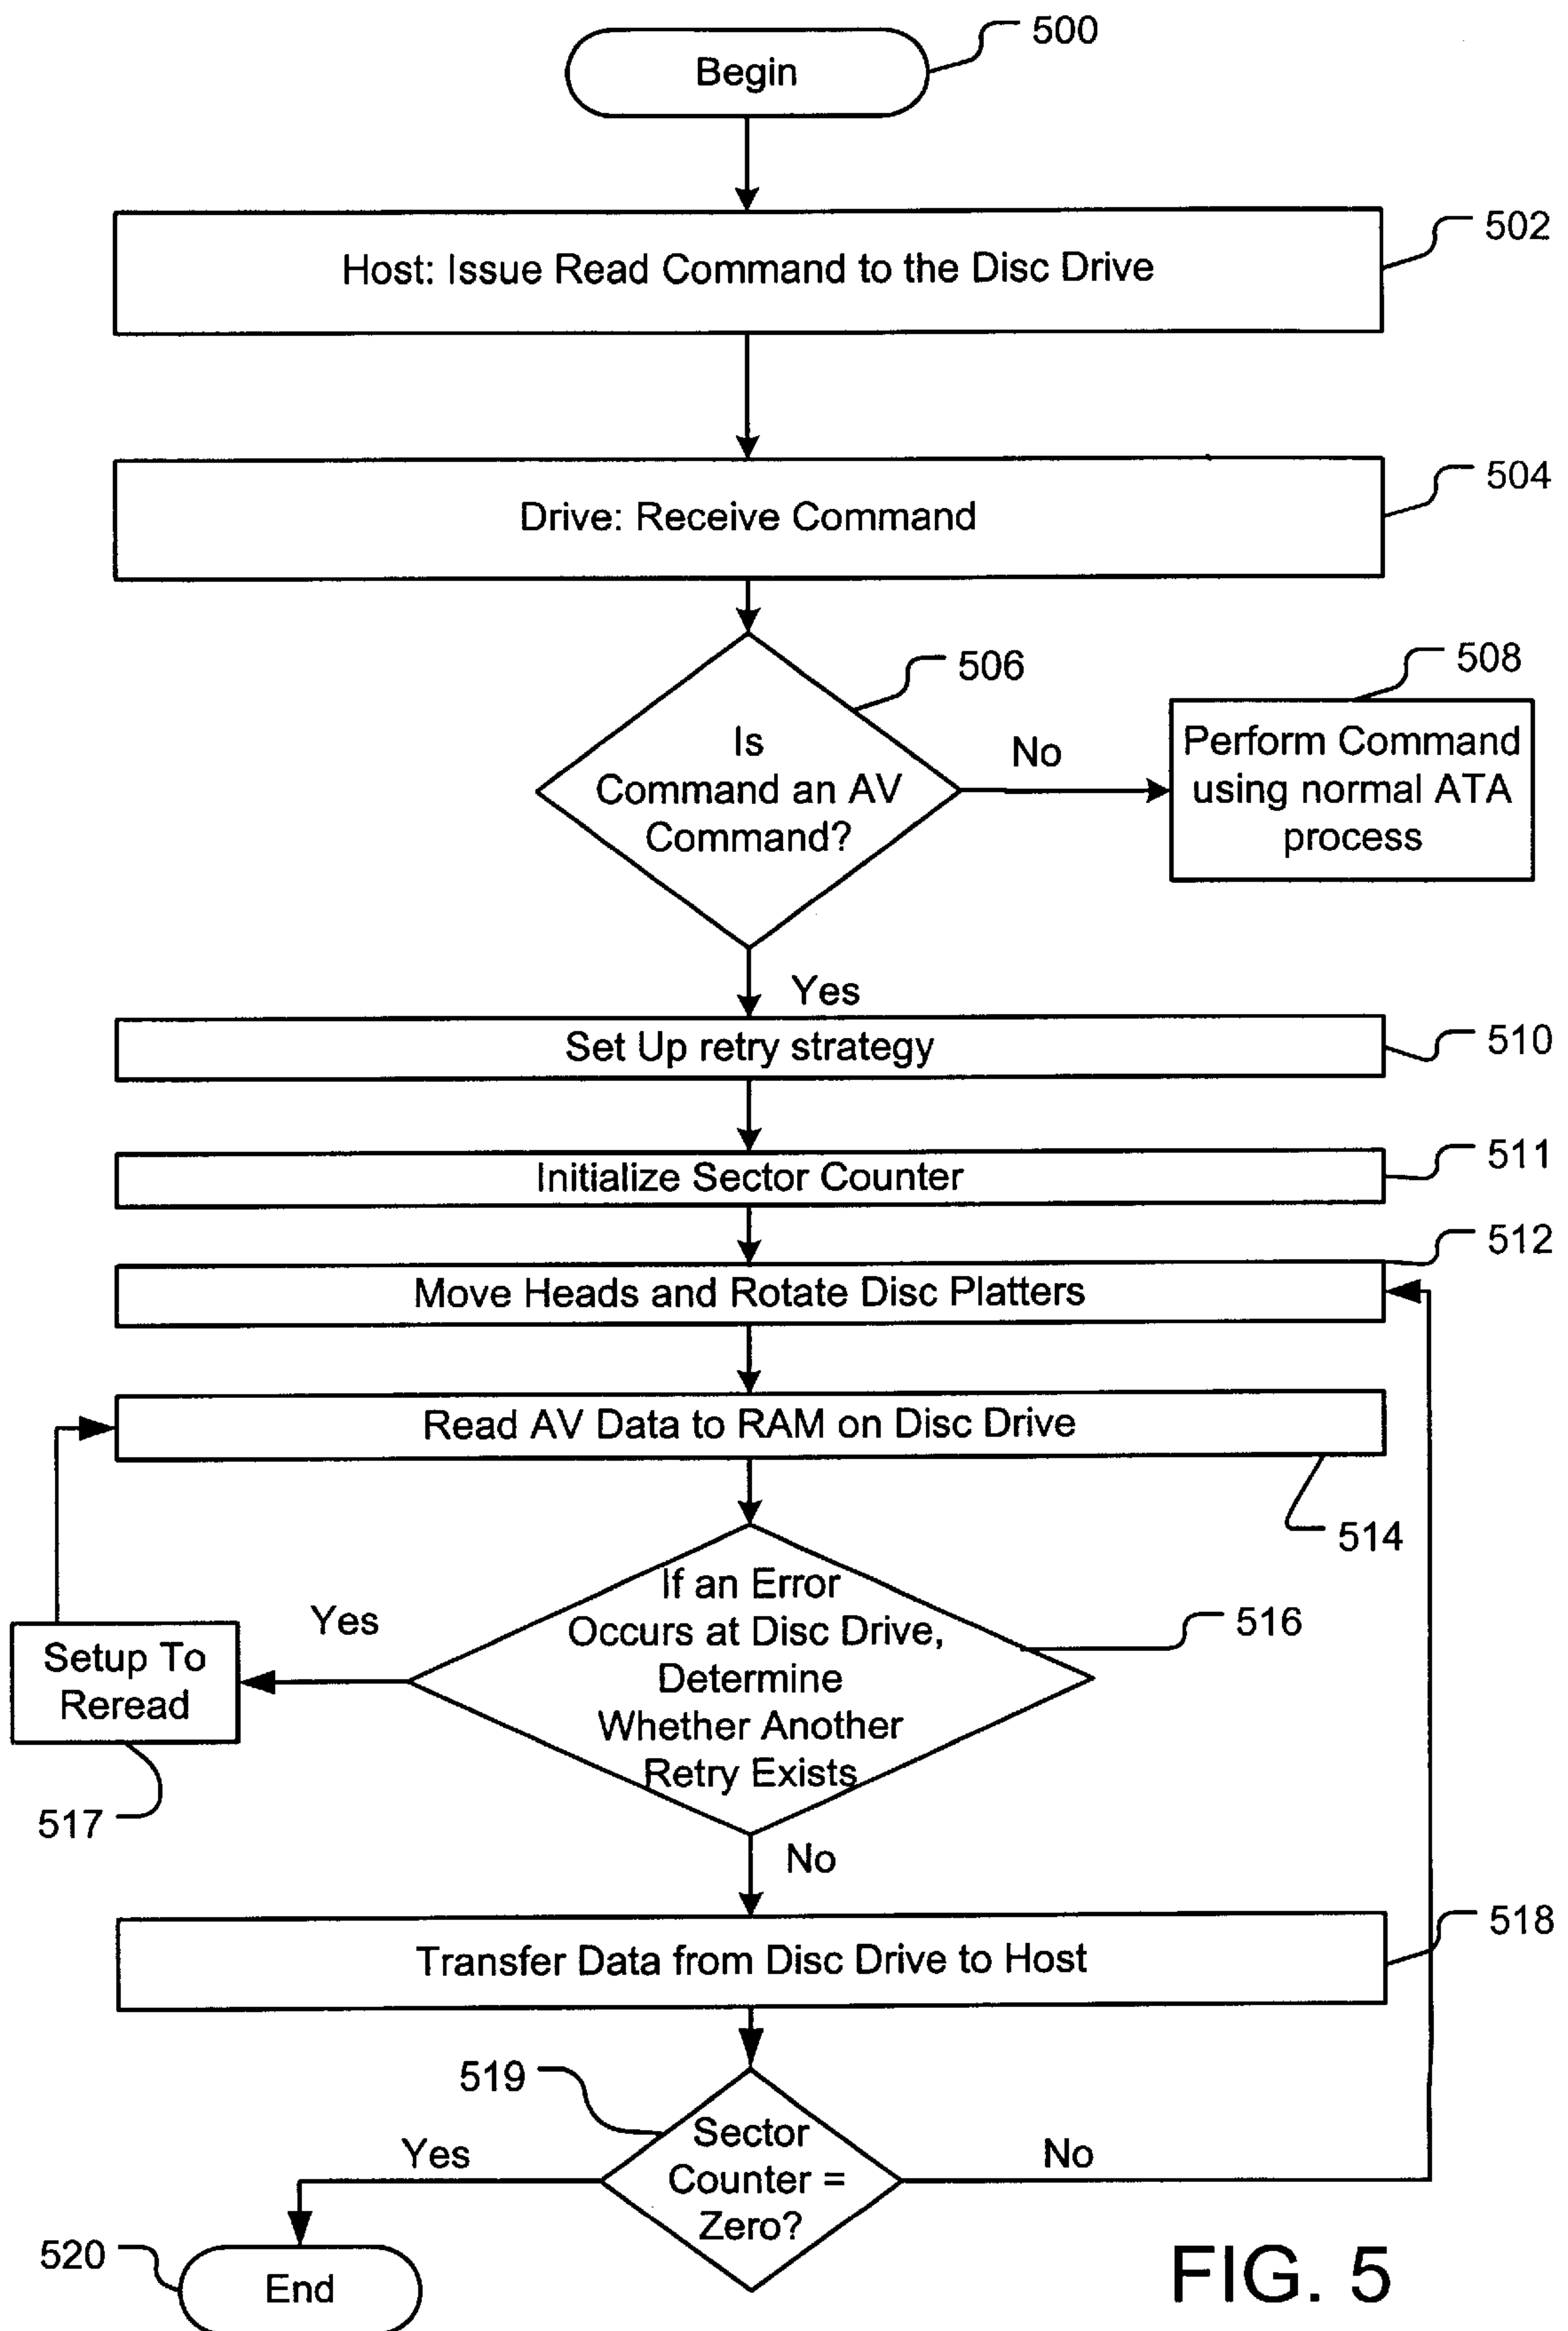 Begin
500
Host: Issue Read Command to the Disc Drive
502
Drive: Receive Command
504
Is
Command an AV
Command?
506
No
508
Perform Command
using normal ATA
process
Yes
Set Up retry strategy
510
Initialize Sector Counter
511
Move Heads and Rotate Disc Platters
512
Read AV Data to RAM on Disc Drive
514
If an Error
Occurs at Disc Drive,
Determine
Whether Another
Retry Exists
516
Yes
Setup To
Reread
517
No
Transfer Data from Disc Drive to Host
518
519
Sector
Counter =
Zero?
Yes
No
520
End
FIG. 5